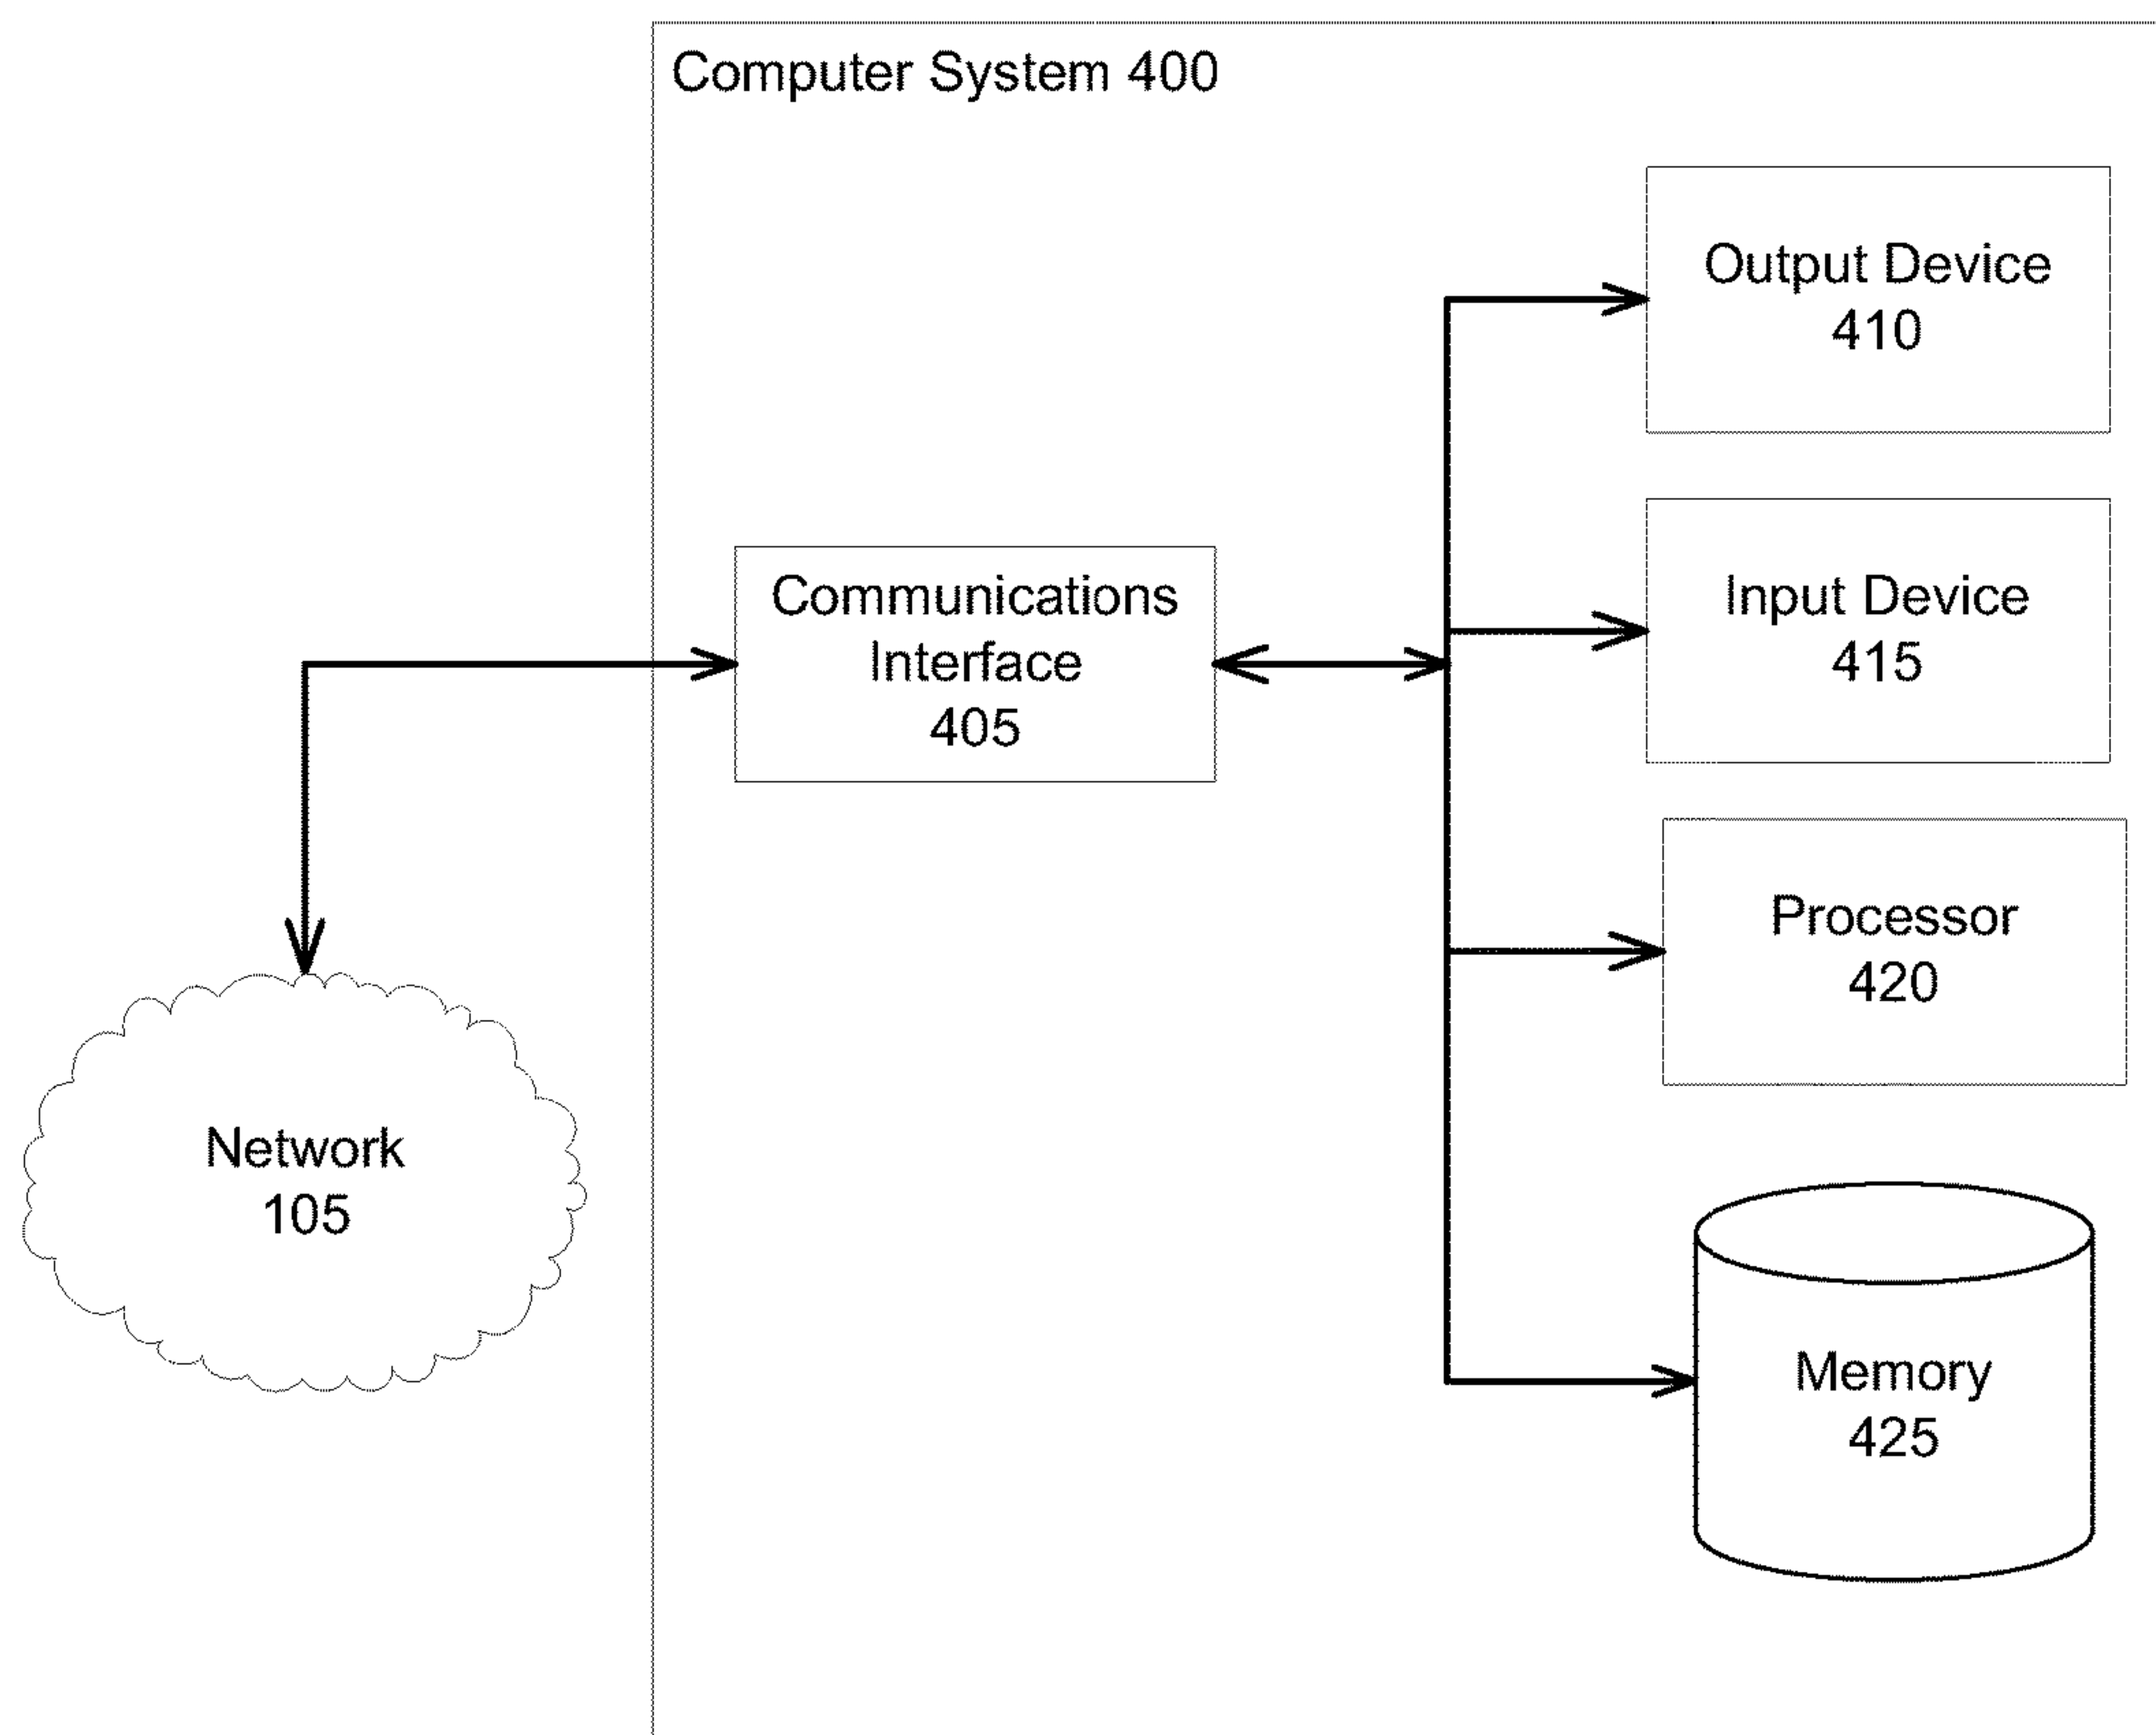 Computer System 400
Output Device
410
Communications
Interface
405
Input Device
415
Processor
420
Network
105
Memory
425